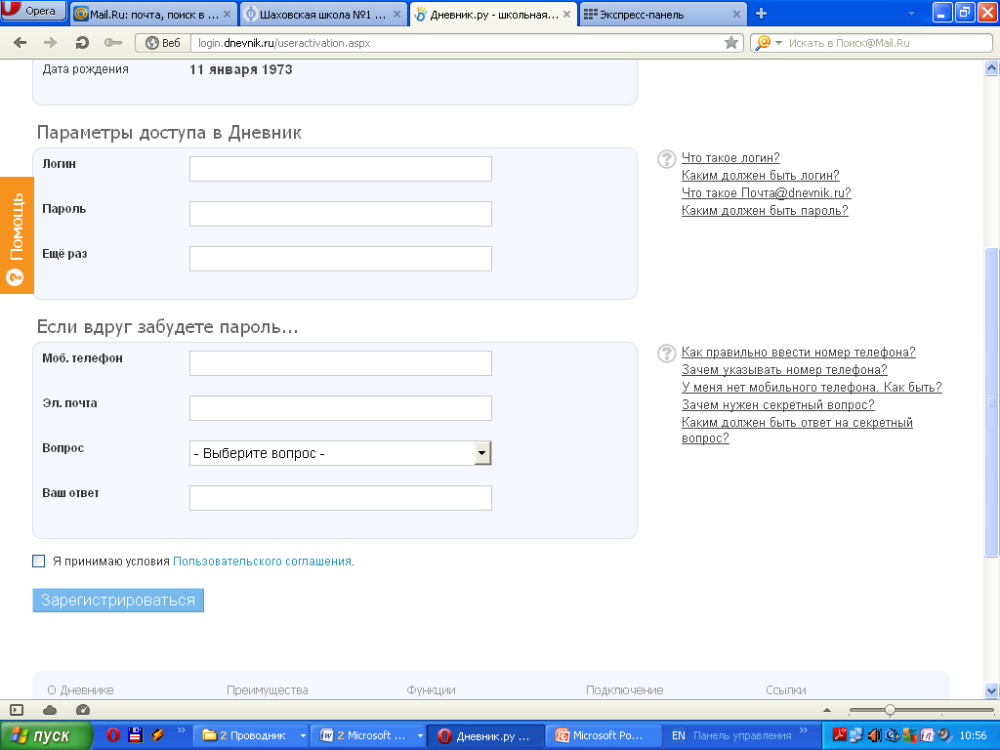 Opera
Mail.Ru: почта, поиск в ...
Шаховская школа №1 ...
Дневник.ру - школьная...
Экспресс-панель
Веб
login.dnevnik.ru/useractivation.aspx
Искать в Поиск@Mail.Ru
Дата рождения
11 января 1973
Параметры доступа в Дневник
Логин
Пароль
Ещё раз
Что такое логин?
Каким должен быть логин?
Что такое Почта@dnevnik.ru?
Каким должен быть пароль?
Помощь
Если вдруг забудете пароль...
Моб. телефон
Эл. почта
Вопрос
- Выберите вопрос -
Ваш ответ
Как правильно ввести номер телефона?
Зачем указывать номер телефона?
У меня нет мобильного телефона. Как быть?
Зачем нужен секретный вопрос?
Каким должен быть ответ на секретный
вопрос?
Я принимаю условия Пользовательского соглашения.
Зарегистрироваться
О Дневнике
Преимущества
Функции
Подключение
Ссылки
пуск
2 Проводник
2 Microsoft ...
Дневник.ру ...
Microsoft Po...
EN
Панель управления
10:56